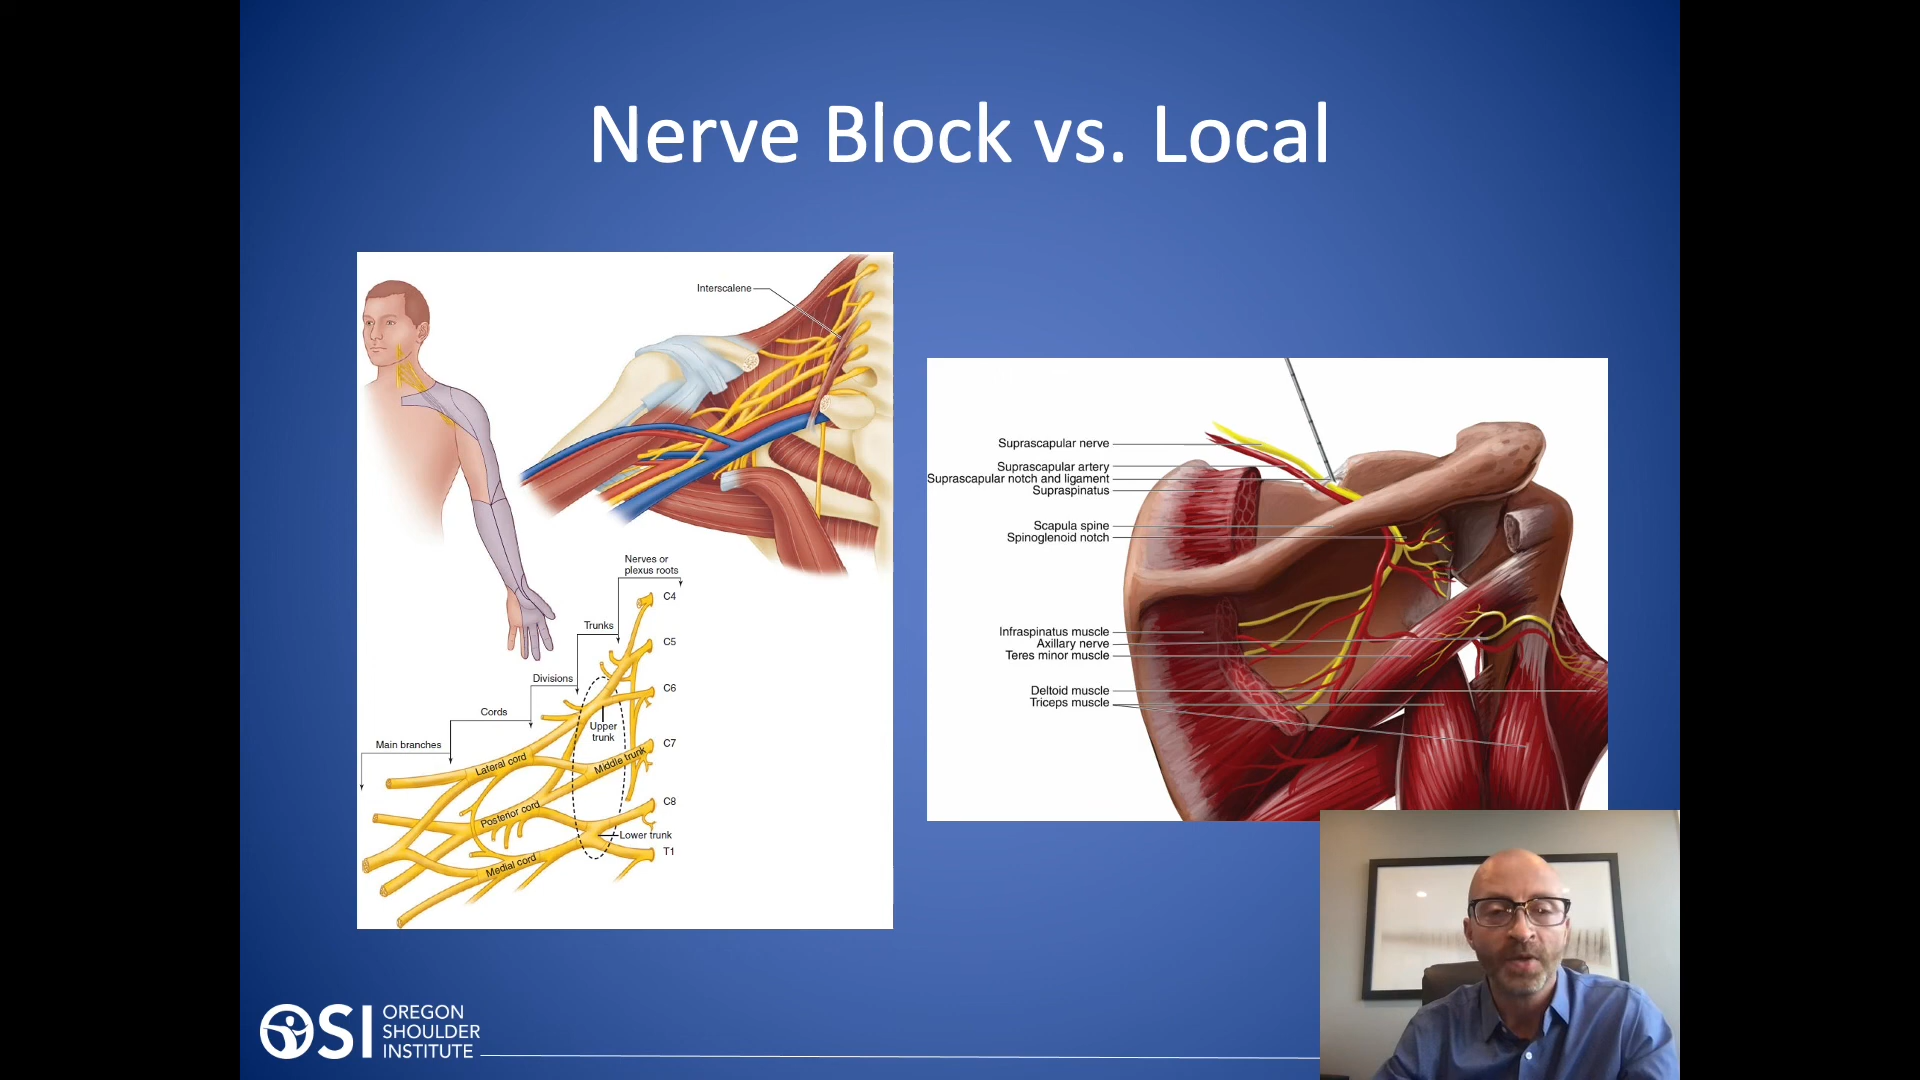 Nerve Block vs. Local
Interscalene
Nerves or
plexus roots
C4
Trunks
C5
Divisions
C6
Cords
Upper
trunk
Main branches
C7
Lateral cord
Middle trunk
C8
Posterior cord
Lower trunk
T1
Medial cord
Suprascapular nerve
Suprascapular artery
Suprascapular notch and ligament
Supraspinatus
Scapula spine
Spinoglenoid notch
Infraspinatus muscle
Axillary nerve
Teres minor muscle
Deltoid muscle
Triceps muscle
OSI
OREGON
SHOULDER
INSTITUTE